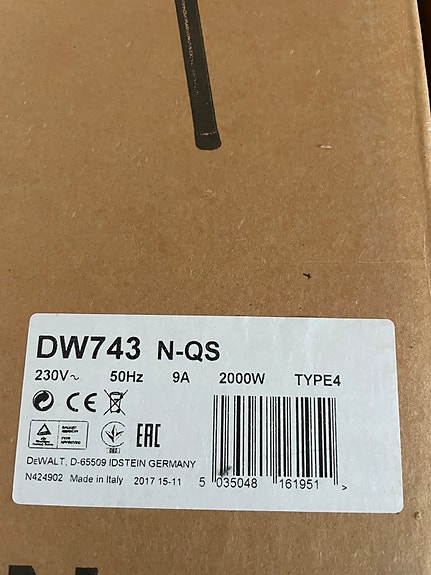 DW743 N-QS
230V~ 50Hz 9A 2000W TYPE4
CE
EAC
DeWALT, D-65509 IDSTEIN GERMANY
N424902 Made in Italy 2017 15-11
5 035048 161951 >